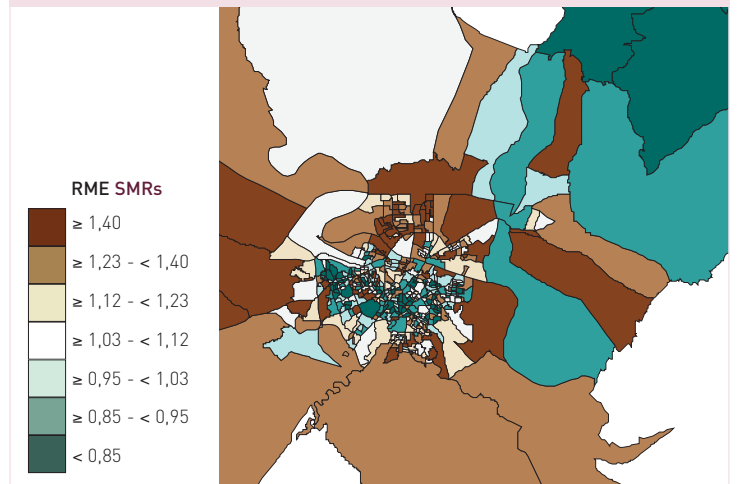 RME SMRs
≥ 1,40
≥ 1,23 - < 1,40
≥ 1,12 - < 1,23
≥ 1,03 - < 1,12
≥ 0,95 - < 1,03
≥ 0,85 - < 0,95
< 0,85